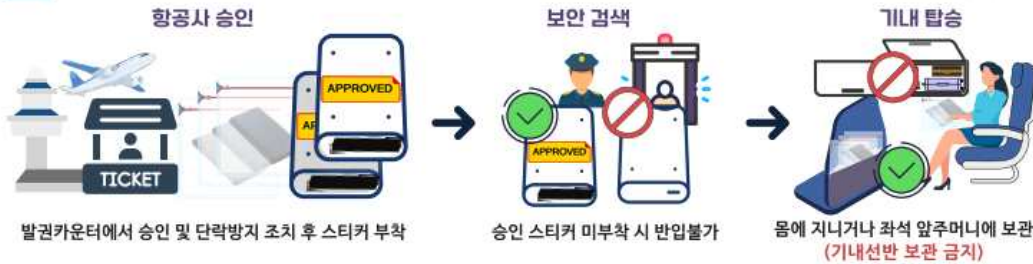 항공사 승인
보안 검색
기내 탑승
APPROVED
AP
TICKET
APPROVED
발권카운터에서 승인 및 단락방지 조치 후 스티커 부착
승인 스티커 미부착 시 반입불가
몸에 지니거나 좌석 앞주머니에 보관
(기내선반 보관 금지)